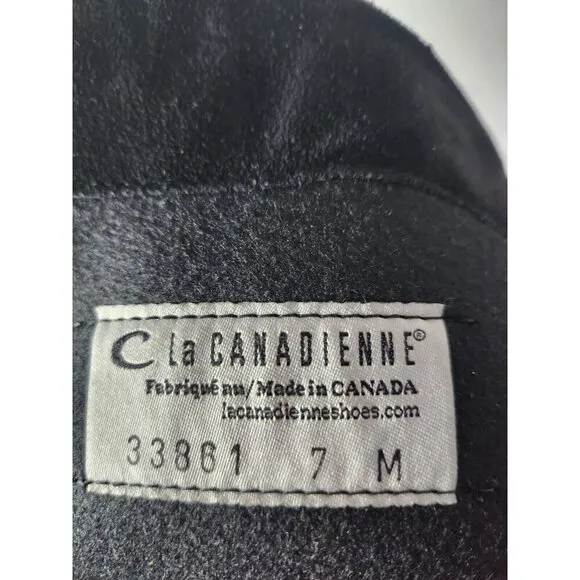 C La CANADIENNE®
Fabriqué au/Made in CANADA
lacanadienneshoes.com
33861 7 M